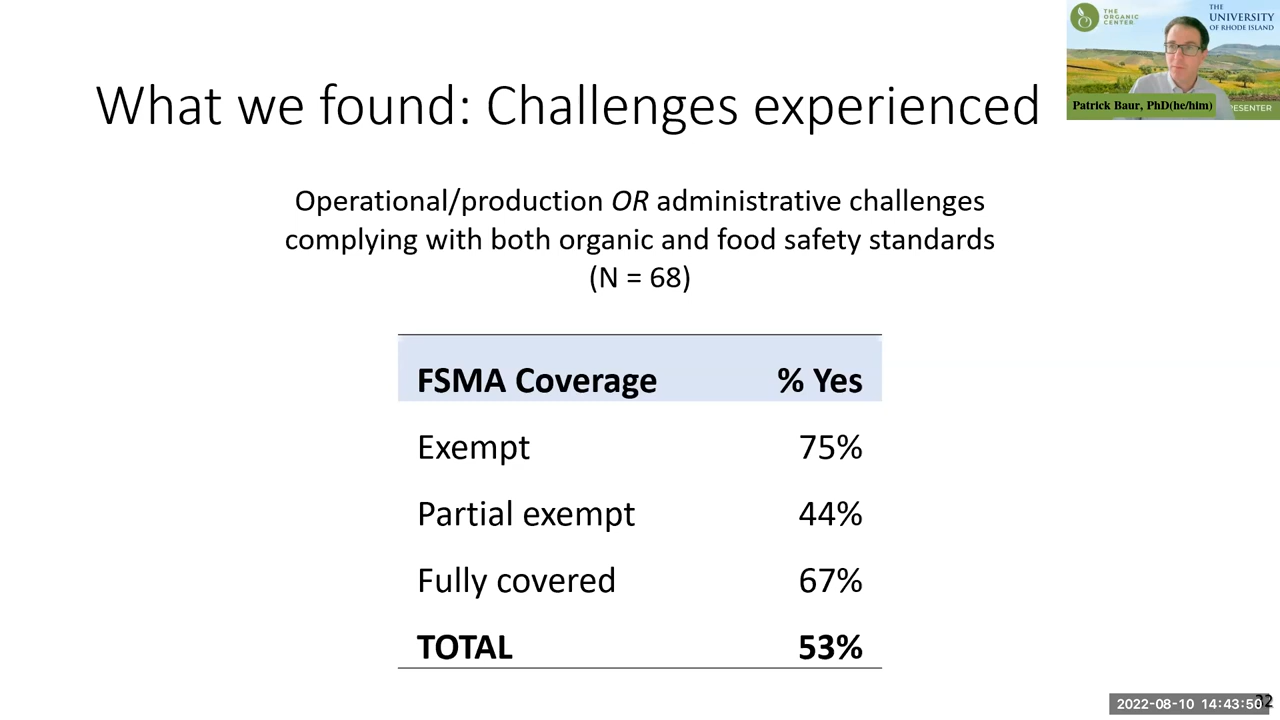 What we found: Challenges experienced
THE
ORGANIC
CENTER
THE
UNIVERSITY
OF RHODE ISLAND
Patrick Baur, PhD(he/him)
Operational/production OR administrative challenges
complying with both organic and food safety standards
(N = 68)
FSMA Coverage % Yes
Exempt 75%
Partial exempt 44%
Fully covered 67%
TOTAL 53%
2022-08-10 14:43:50